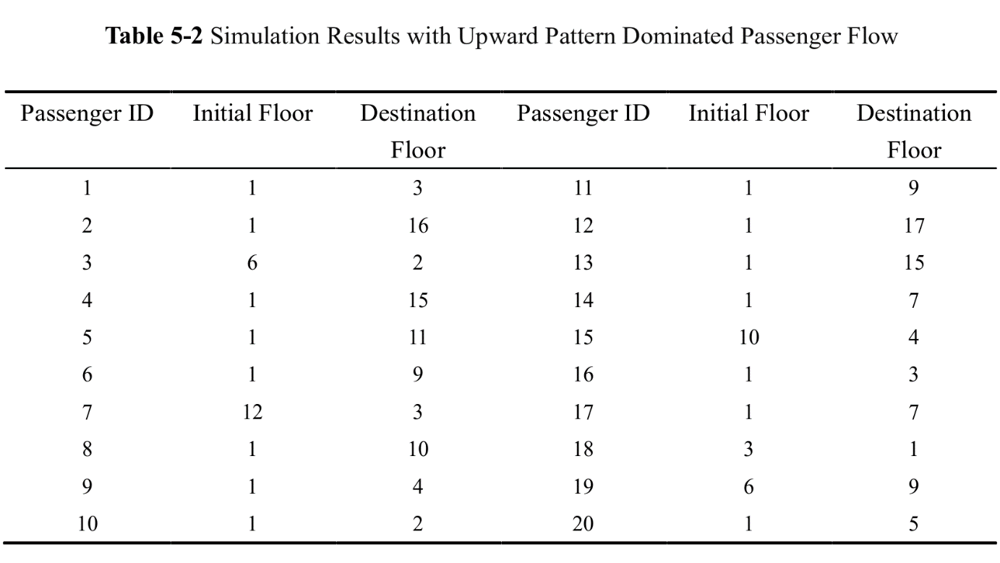 Table 5-2 Simulation Results with Upward Pattern Dominated Passenger Flow
Passenger ID Initial Floor Destination Floor Passenger ID Initial Floor Destination Floor
1 1 3 11 1 9
2 1 16 12 1 17
3 6 2 13 1 15
4 1 15 14 1 7
5 1 11 15 10 4
6 1 9 16 1 3
7 12 3 17 1 7
8 1 10 18 3 1
9 1 4 19 6 9
10 1 2 20 1 5